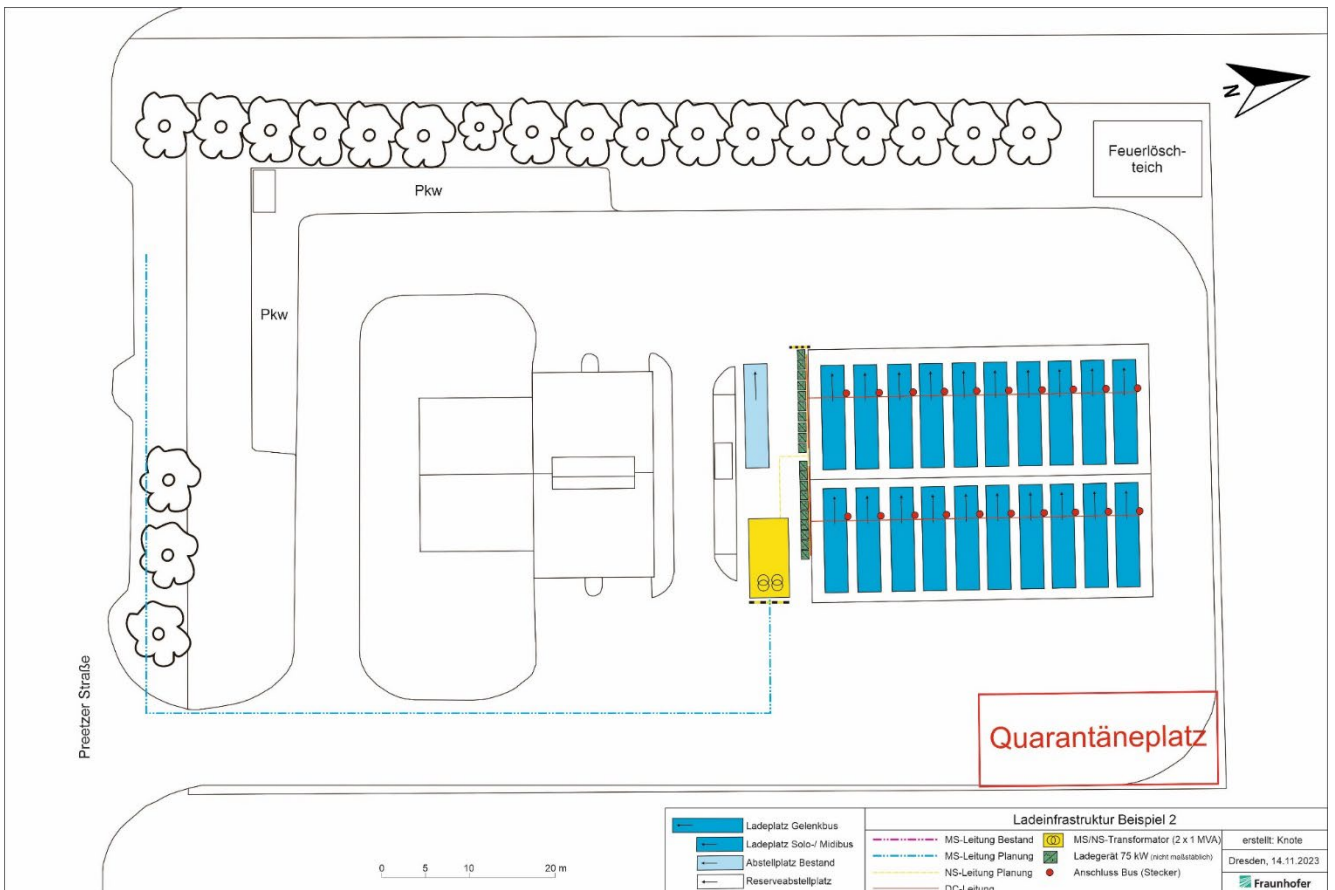 N
Feuerlösch-
teich
Pkw
Pkw
Preetzer Straße
Quarantäneplatz
0 5 10 20 m
Ladeplatz Gelenkbus
Ladeplatz Solo-/ Midibus
Abstellplatz Bestand
Reserveabstellplatz
Ladeinfrastruktur Beispiel 2
MS-Leitung Bestand
MS-Leitung Planung
NS-Leitung Planung
DC-Leitung
MS/NS-Transformator (2 x 1 MVA)
Ladegerät 75 kW (nicht maßstäblich)
Anschluss Bus (Stecker)
erstellt: Knote
Dresden, 14.11.2023
Fraunhofer